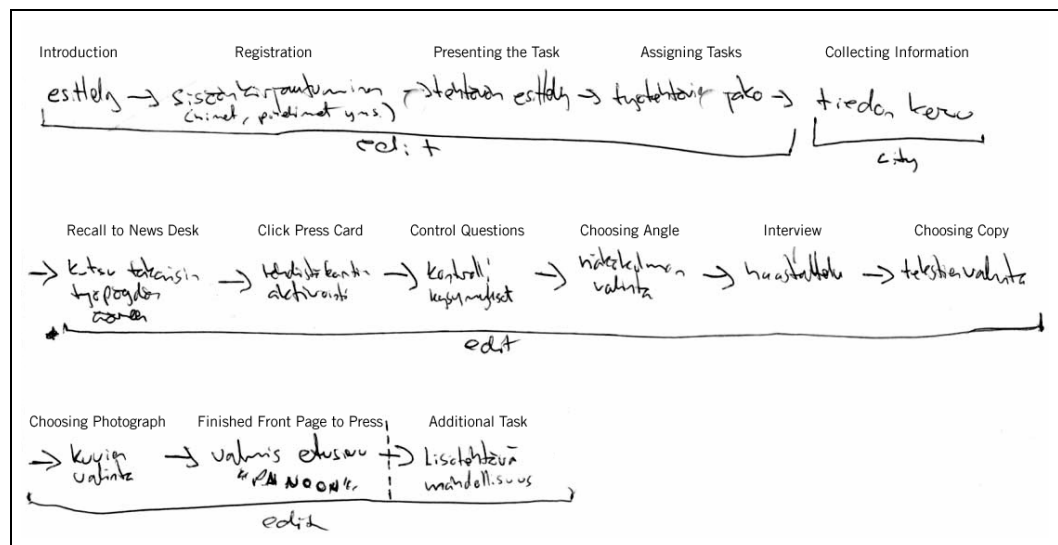 Introduction Registration Presenting the Task Assigning Tasks Collecting Information
esittely → sisäänkirjautuminen → tehtävän esittely → työtehtävien jako → tiedon keruu
(nimet, puhelimet yms.)
edit
city
Recall to News Desk Click Press Card Control Questions Choosing Angle Interview Choosing Copy
→ kutsu takaisin → lehdistökortin → kontrolli → näkökulman → haastattelu → tekstien valinta
aktivointi kysymykset valinta
edit
Choosing Photograph Finished Front Page to Press Additional Task
→ kuvien → valmis etusivu → Lisätehtävä
valinta "PAINOON". mahdollisuus
edit